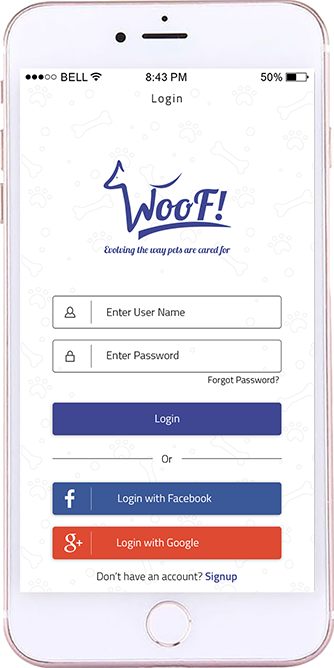 BELL 8:43 PM 50%
Login
WooF!
Evolving the way pets are cared for
Enter User Name
Enter Password
Forgot Password?
Login
Or
f Login with Facebook
g+ Login with Google
Don't have an account? Signup